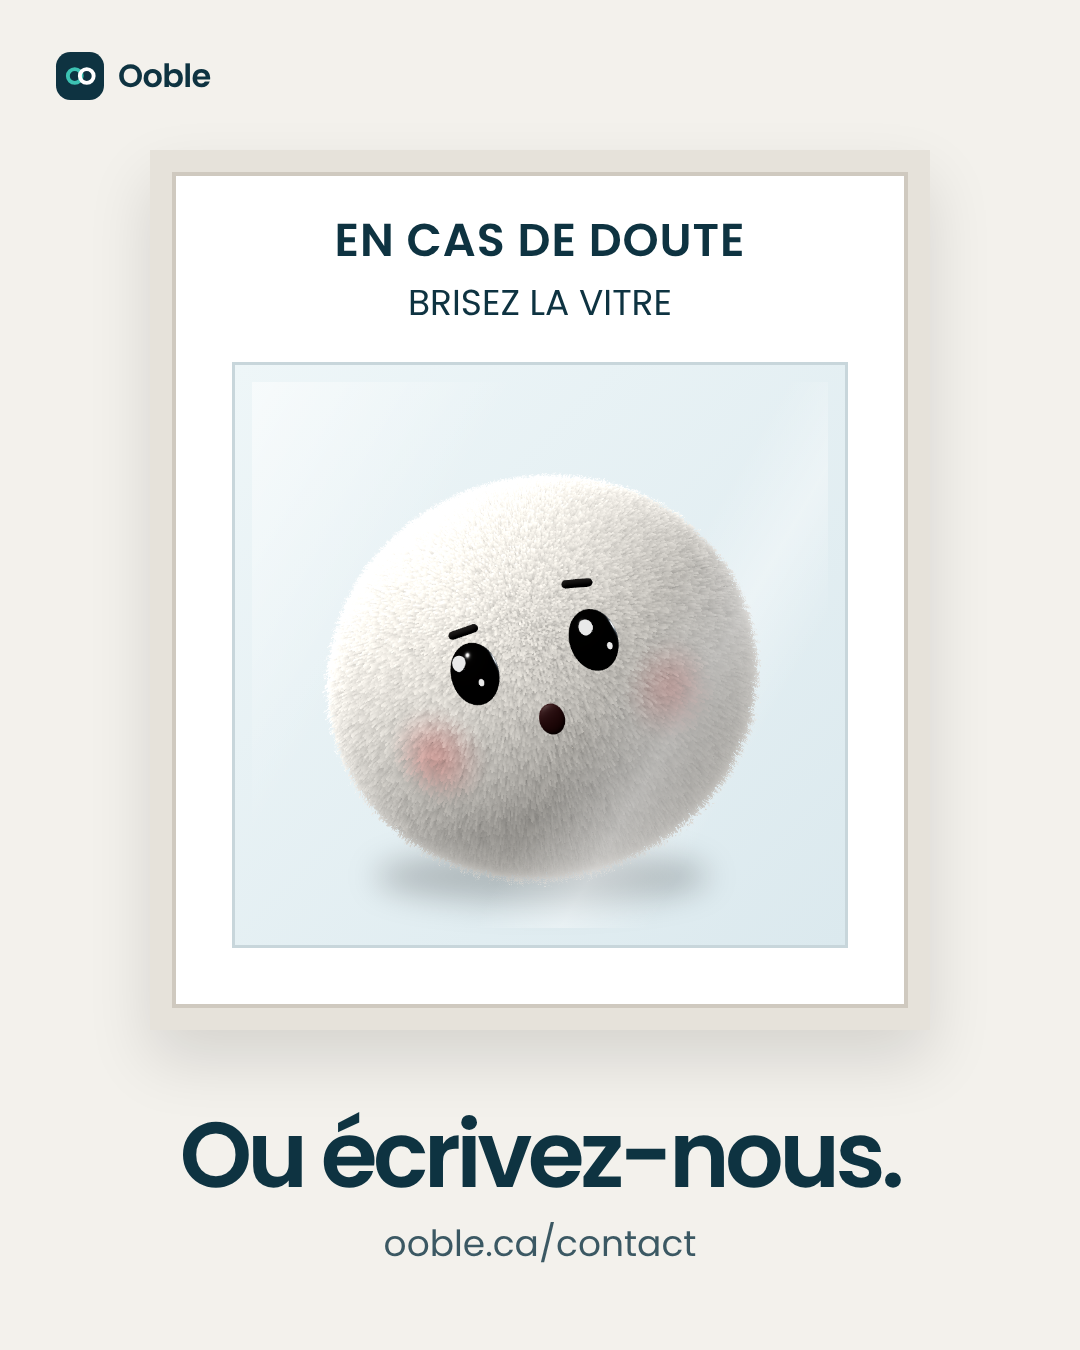 Ooble
EN CAS DE DOUTE
BRISEZ LA VITRE
Ou écrivez-nous.
ooble.ca/contact